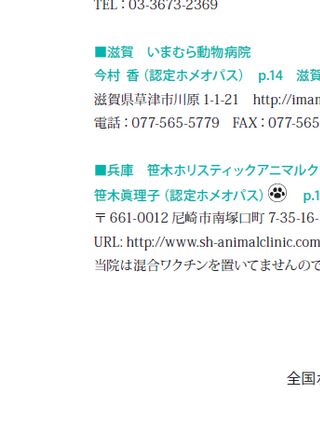 TEL：03-3673-2369
■滋賀　いまむら動物病院
今村 香（認定ホメオパス）　p.14　滋賀
滋賀県草津市川原 1-1-21　http://imam
電話：077-565-5779　FAX：077-565
■兵庫　笹木ホリスティックアニマルク
笹木眞理子（認定ホメオパス）　p.1
〒 661-0012 尼崎市南塚口町 7-35-16-
URL: http://www.sh-animalclinic.com
当院は混合ワクチンを置いてませんので
全国ホ